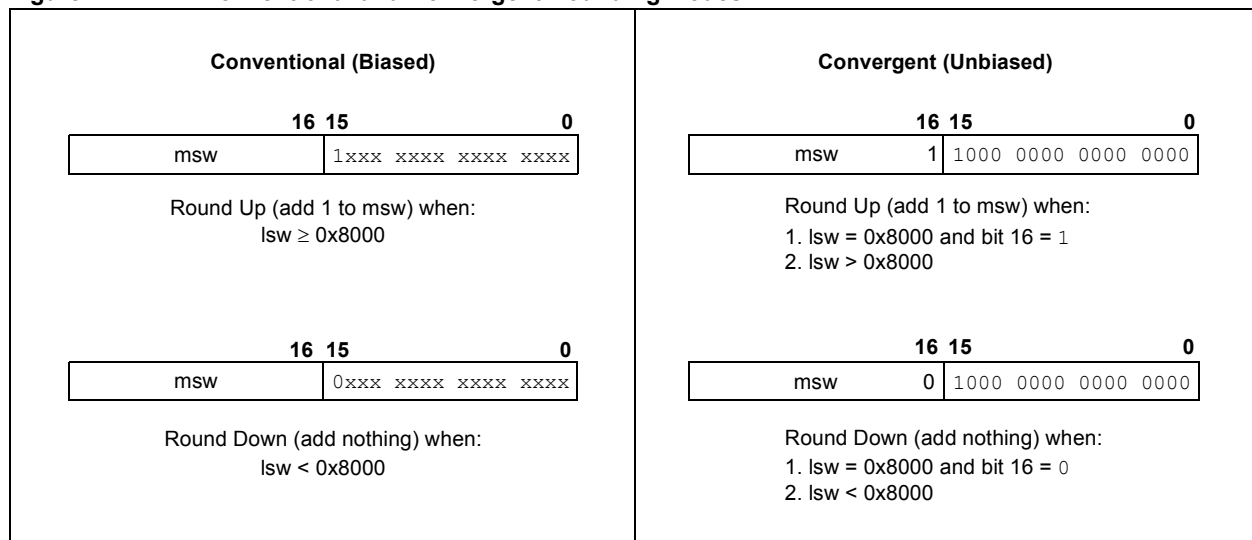 Conventional (Biased)
16 15 0
msw 1xxx xxxx xxxx xxxx
Round Up (add 1 to msw) when:
lsw ≥ 0x8000
16 15 0
msw 0xxx xxxx xxxx xxxx
Round Down (add nothing) when:
lsw < 0x8000
Convergent (Unbiased)
16 15 0
msw 1 1000 0000 0000 0000
Round Up (add 1 to msw) when:
1. lsw = 0x8000 and bit 16 = 1
2. lsw > 0x8000
16 15 0
msw 0 1000 0000 0000 0000
Round Down (add nothing) when:
1. lsw = 0x8000 and bit 16 = 0
2. lsw < 0x8000